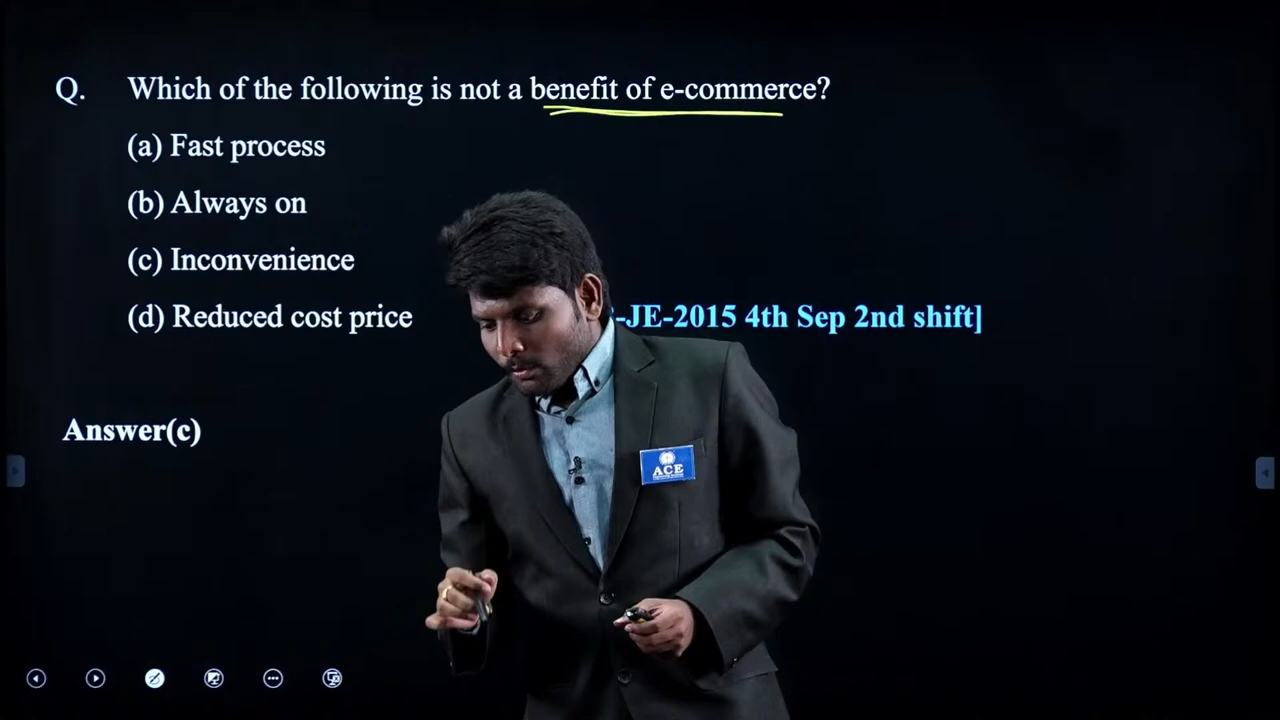 Q. Which of the following is not a benefit of e-commerce?
(a) Fast process
(b) Always on
(c) Inconvenience
(d) Reduced cost price -JE-2015 4th Sep 2nd shift]
Answer(c)
ACE